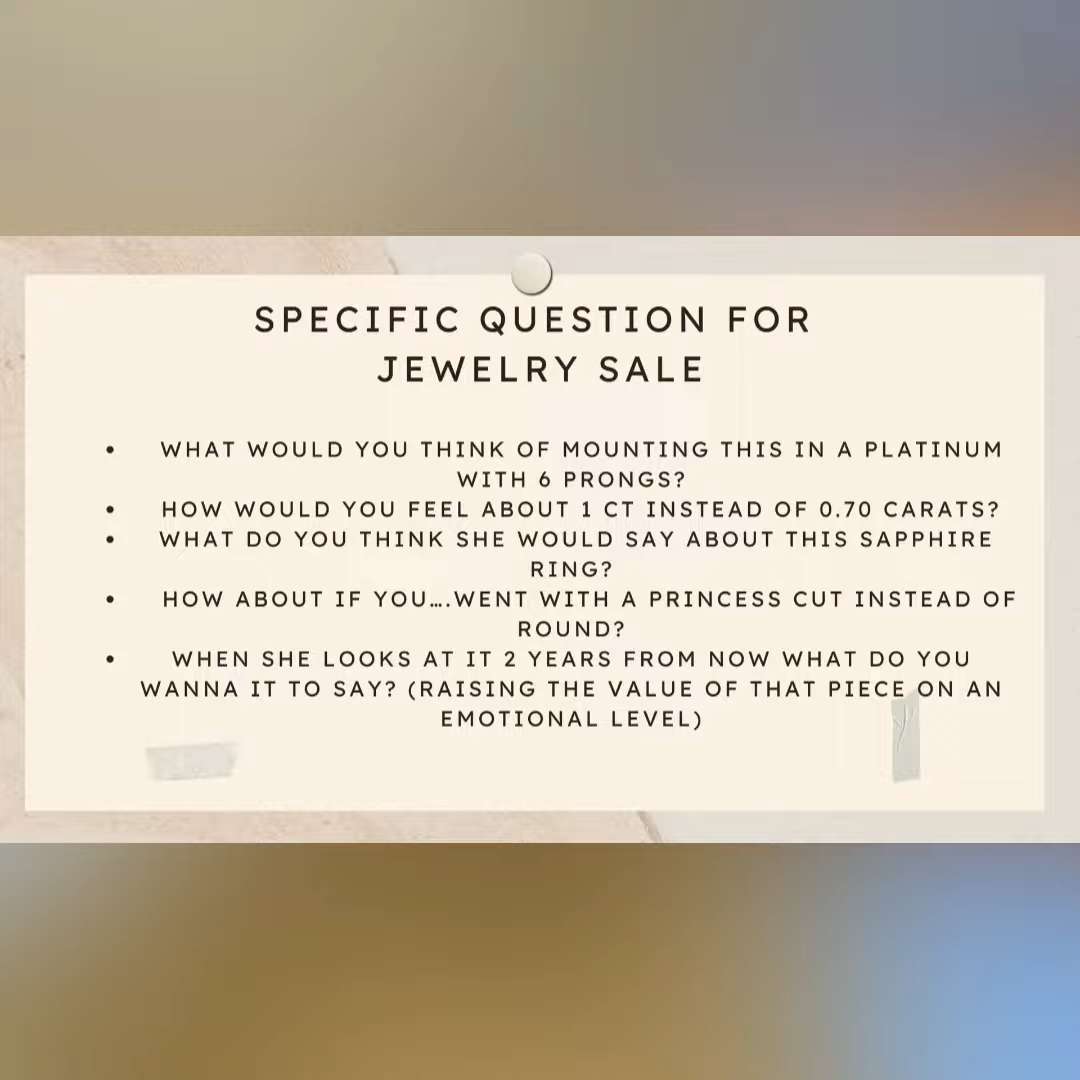 SPECIFIC QUESTION FOR
JEWELRY SALE
• WHAT WOULD YOU THINK OF MOUNTING THIS IN A PLATINUM
WITH 6 PRONGS?
• HOW WOULD YOU FEEL ABOUT 1 CT INSTEAD OF 0.70 CARATS?
• WHAT DO YOU THINK SHE WOULD SAY ABOUT THIS SAPPHIRE
RING?
• HOW ABOUT IF YOU....WENT WITH A PRINCESS CUT INSTEAD OF
ROUND?
• WHEN SHE LOOKS AT IT 2 YEARS FROM NOW WHAT DO YOU
WANNA IT TO SAY? (RAISING THE VALUE OF THAT PIECE ON AN
EMOTIONAL LEVEL)